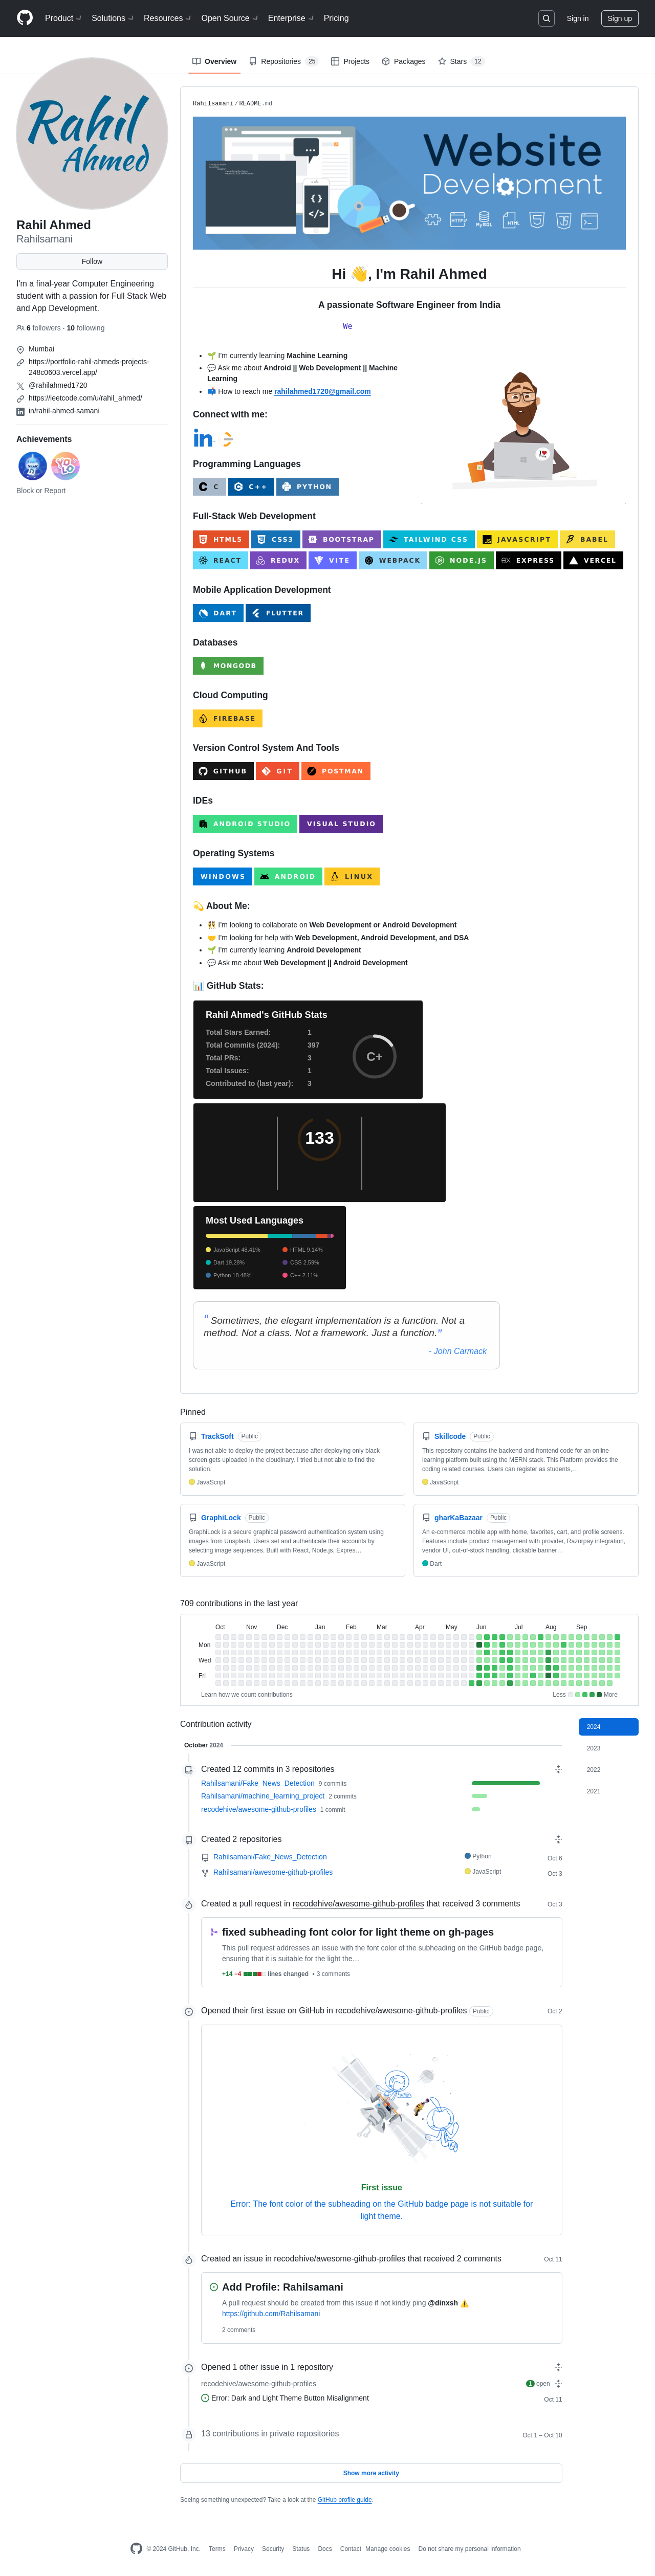 Product Solutions Resources Open Source Enterprise Pricing Sign in Sign up
Overview Repositories 25 Projects Packages Stars 12
Rahil
Ahmed
Rahil Ahmed
Rahilsamani
Follow
I'm a final-year Computer Engineering
student with a passion for Full Stack Web
and App Development.
6 followers · 10 following
Mumbai
https://portfolio-rahil-ahmeds-projects-
248c0603.vercel.app/
@rahilahmed1720
https://leetcode.com/u/rahil_ahmed/
in/rahil-ahmed-samani
Achievements
Block or Report
Rahilsamani / README.md
Website
Development
Hi 👋, I'm Rahil Ahmed
A passionate Software Engineer from India
We
• 🌱 I'm currently learning Machine Learning
• 💬 Ask me about Android || Web Development || Machine
Learning
• 📫 How to reach me rahilahmed1720@gmail.com
Connect with me:
Programming Languages
C C++ PYTHON
Full-Stack Web Development
HTML5 CSS3 BOOTSTRAP TAILWIND CSS JAVASCRIPT BABEL
REACT REDUX VITE WEBPACK NODE.JS EXPRESS VERCEL
Mobile Application Development
DART FLUTTER
Databases
MONGODB
Cloud Computing
FIREBASE
Version Control System And Tools
GITHUB GIT POSTMAN
IDEs
ANDROID STUDIO VISUAL STUDIO
Operating Systems
WINDOWS ANDROID LINUX
💫 About Me:
• 👯 I'm looking to collaborate on Web Development or Android Development
• 🤝 I'm looking for help with Web Development, Android Development, and DSA
• 🌱 I'm currently learning Android Development
• 💬 Ask me about Web Development || Android Development
📊 GitHub Stats:
Rahil Ahmed's GitHub Stats
Total Stars Earned: 1
Total Commits (2024): 397
Total PRs: 3
Total Issues: 1
Contributed to (last year): 3
C+
133
Most Used Languages
JavaScript 48.41% HTML 9.14%
Dart 19.28% CSS 2.59%
Python 18.48% C++ 2.11%
“ Sometimes, the elegant implementation is a function. Not a
method. Not a class. Not a framework. Just a function.”
- John Carmack
Pinned
TrackSoft Public
I was not able to deploy the project because after deploying only black
screen gets uploaded in the cloudinary. I tried but not able to find the
solution.
JavaScript
Skillcode Public
This repository contains the backend and frontend code for an online
learning platform built using the MERN stack. This Platform provides the
coding related courses. Users can register as students,…
JavaScript
GraphiLock Public
GraphiLock is a secure graphical password authentication system using
images from Unsplash. Users set and authenticate their accounts by
selecting image sequences. Built with React, Node.js, Expres…
JavaScript
gharKaBazaar Public
An e-commerce mobile app with home, favorites, cart, and profile screens.
Features include product management with provider, Razorpay integration,
vendor UI, out-of-stock handling, clickable banner…
Dart
709 contributions in the last year
Oct Nov Dec Jan Feb Mar Apr May Jun Jul Aug Sep
Mon
Wed
Fri
Learn how we count contributions Less More
Contribution activity
2024
2023
2022
2021
October 2024
Created 12 commits in 3 repositories
Rahilsamani/Fake_News_Detection 9 commits
Rahilsamani/machine_learning_project 2 commits
recodehive/awesome-github-profiles 1 commit
Created 2 repositories
Rahilsamani/Fake_News_Detection Python Oct 6
Rahilsamani/awesome-github-profiles JavaScript Oct 3
Created a pull request in recodehive/awesome-github-profiles that received 3 comments Oct 3
fixed subheading font color for light theme on gh-pages
This pull request addresses an issue with the font color of the subheading on the GitHub badge page,
ensuring that it is suitable for the light the…
+14 −4 lines changed • 3 comments
Opened their first issue on GitHub in recodehive/awesome-github-profiles Public Oct 2
First issue
Error: The font color of the subheading on the GitHub badge page is not suitable for
light theme.
Created an issue in recodehive/awesome-github-profiles that received 2 comments Oct 11
Add Profile: Rahilsamani
A pull request should be created from this issue if not kindly ping @dinxsh ⚠️
https://github.com/Rahilsamani
2 comments
Opened 1 other issue in 1 repository
recodehive/awesome-github-profiles 1 open
Error: Dark and Light Theme Button Misalignment Oct 11
13 contributions in private repositories Oct 1 – Oct 10
Show more activity
Seeing something unexpected? Take a look at the GitHub profile guide.
© 2024 GitHub, Inc. Terms Privacy Security Status Docs Contact Manage cookies Do not share my personal information